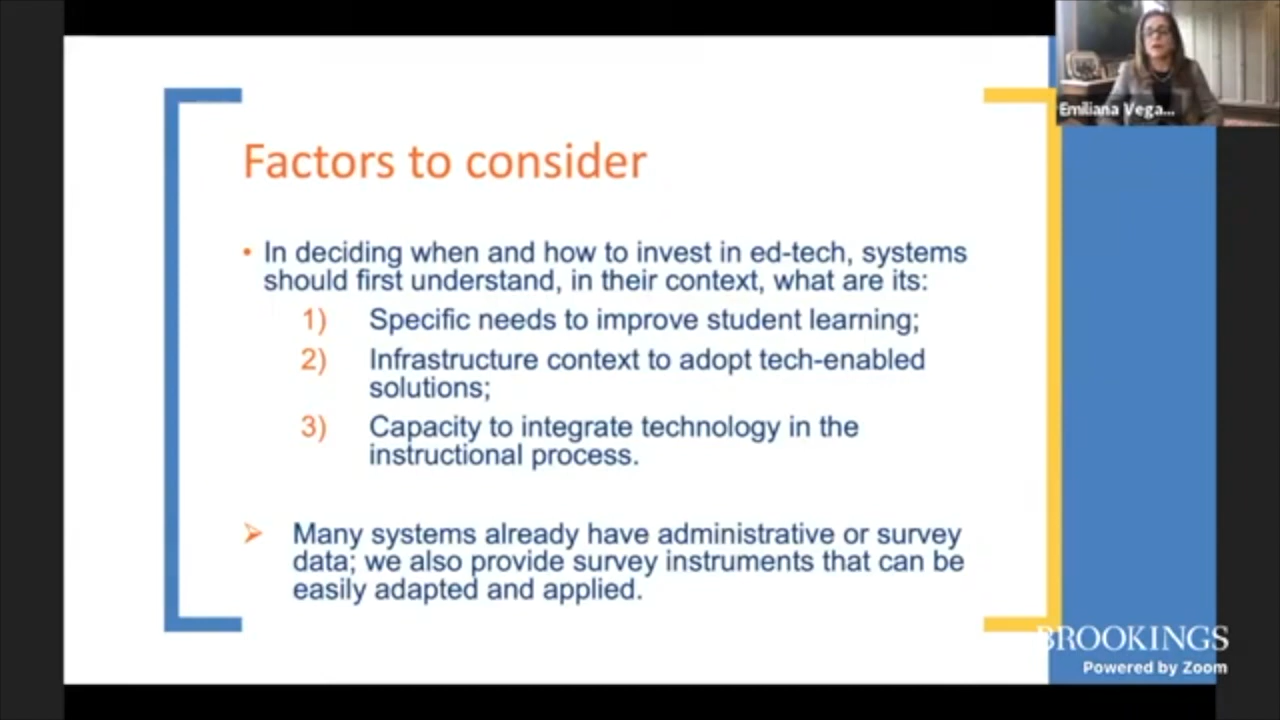 Emiliana Vega...
Factors to consider
• In deciding when and how to invest in ed-tech, systems
should first understand, in their context, what are its:
1) Specific needs to improve student learning;
2) Infrastructure context to adopt tech-enabled
solutions;
3) Capacity to integrate technology in the
instructional process.
➢ Many systems already have administrative or survey
data; we also provide survey instruments that can be
easily adapted and applied.
BROOKINGS
Powered by Zoom